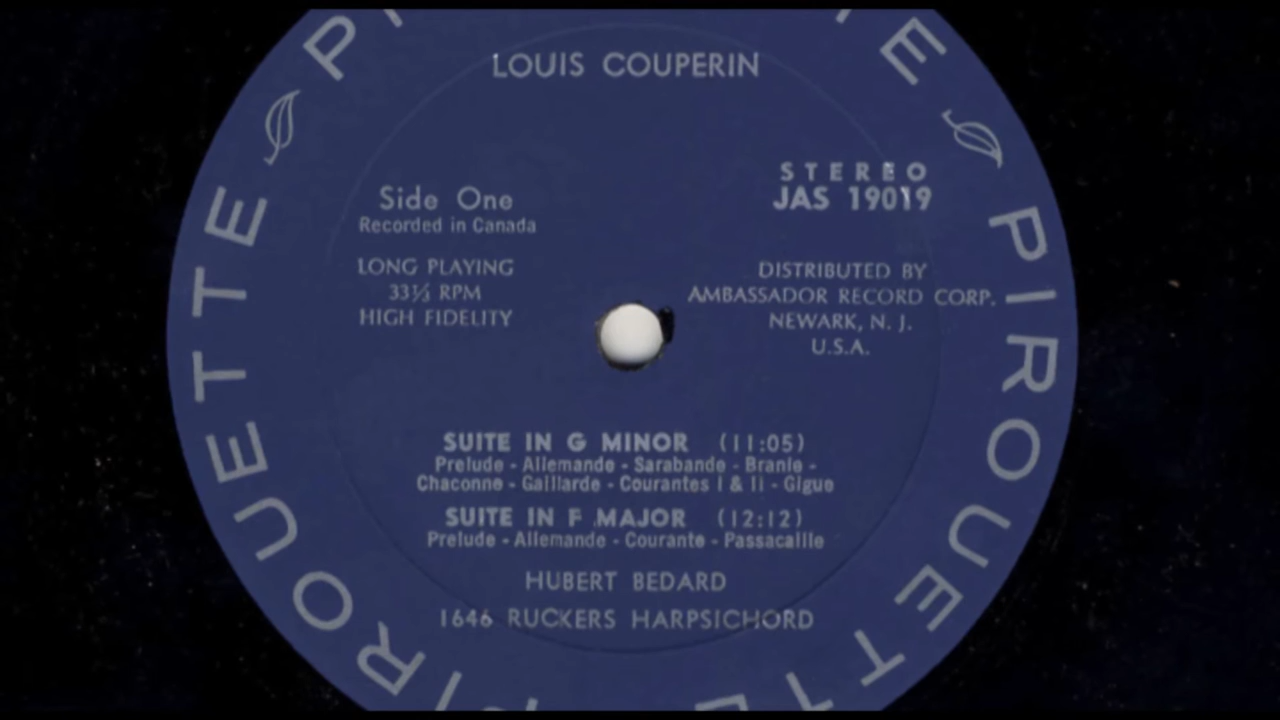 LOUIS COUPERIN
Side One
Recorded in Canada
LONG PLAYING
33⅓ RPM
HIGH FIDELITY
STEREO
JAS 19019
DISTRIBUTED BY
AMBASSADOR RECORD CORP.
NEWARK, N. J.
U.S.A.
SUITE IN G MINOR (11:05)
Prelude - Allemande - Sarabande - Branle -
Chaconne - Gaillarde - Courantes I & II - Gigue
SUITE IN F MAJOR (12:12)
Prelude - Allemande - Courante - Passacaille
HUBERT BEDARD
1646 RUCKERS HARPSICHORD
PIROUETTE
PIROUETTE